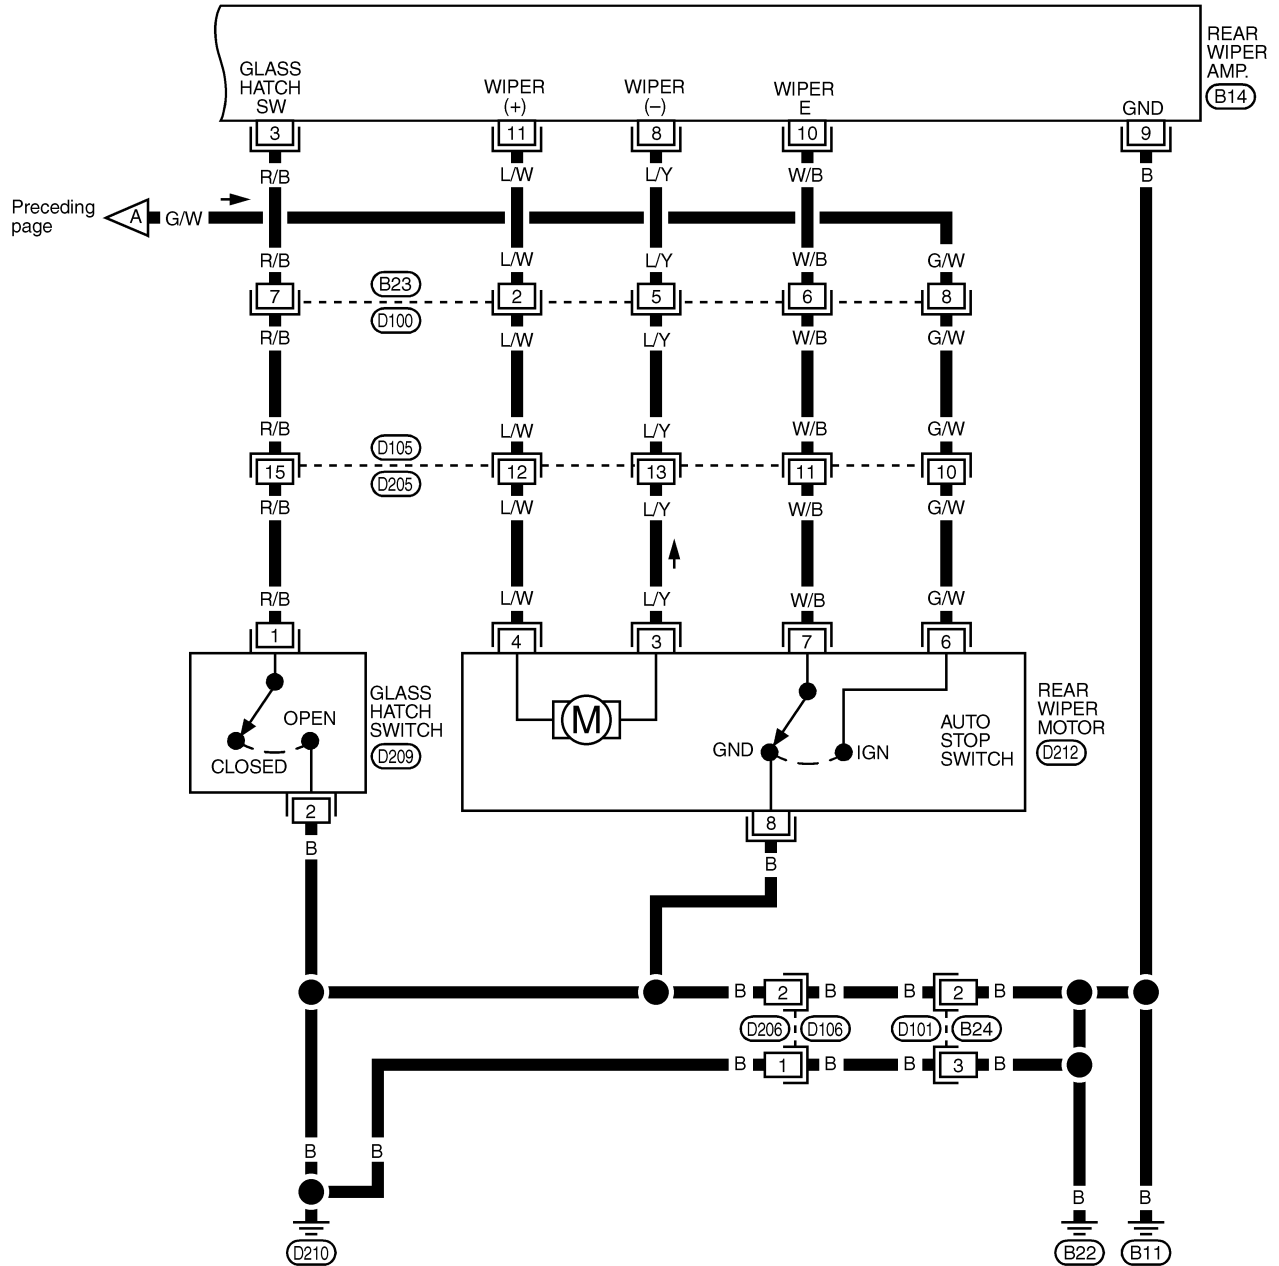 REAR
WIPER
AMP.
B14
GLASS
HATCH
SW
WIPER
(+)
WIPER
(–)
WIPER
E
GND
3
11
8
10
9
R/B
L/W
L/Y
W/B
B
Preceding
page
A
G/W
R/B
L/W
L/Y
W/B
G/W
B23
7
2
5
6
8
D100
R/B
L/W
L/Y
W/B
G/W
R/B
L/W
L/Y
W/B
G/W
D105
15
12
13
11
10
D205
R/B
L/W
L/Y
W/B
G/W
R/B
L/W
L/Y
W/B
G/W
1
4
3
7
6
GLASS
HATCH
SWITCH
D209
OPEN
CLOSED
2
M
GND
IGN
AUTO
STOP
SWITCH
REAR
WIPER
MOTOR
D212
8
B
B
B
2
B
B
2
B
D206
D106
D101
B24
B
1
B
B
3
B
B
B
B
B
D210
B22
B11